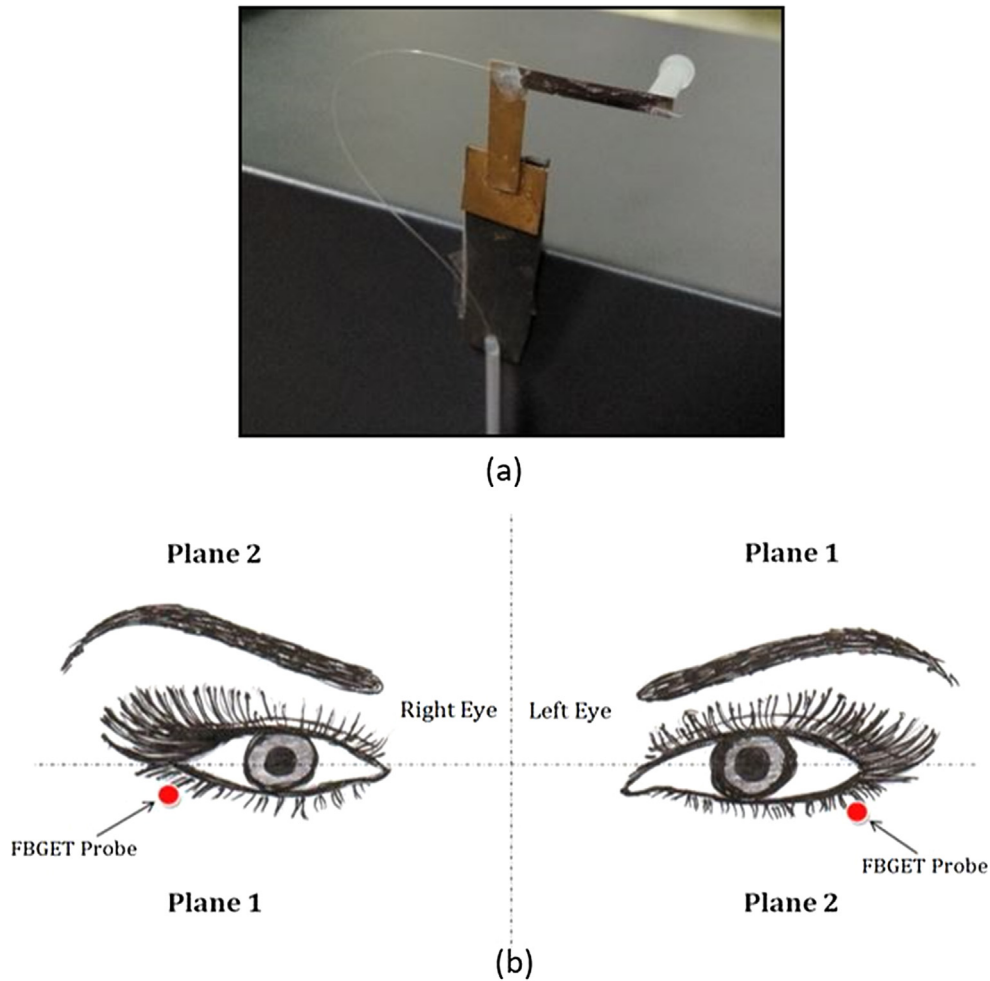 (a)
Plane 2
Plane 1
Right Eye
Left Eye
FBGET Probe
FBGET Probe
Plane 1
Plane 2
(b)